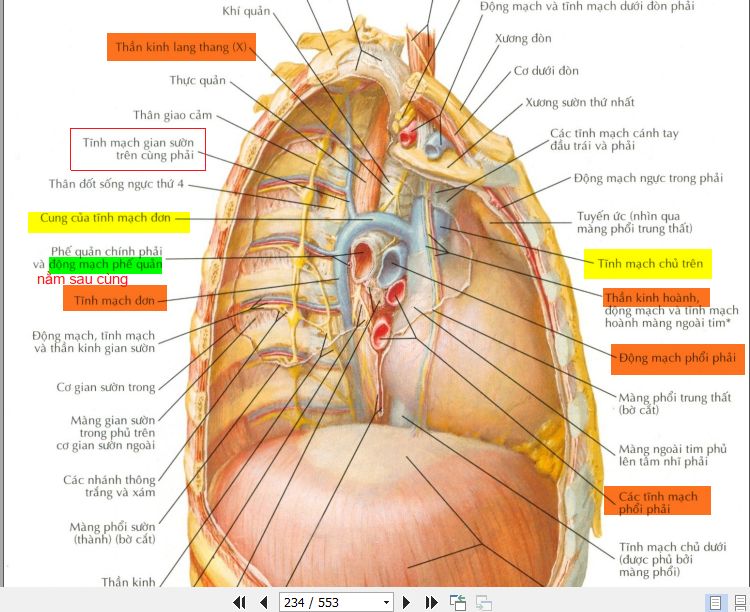 Khí quản
Thần kinh lang thang (X)
Thực quản
Thân giao cảm
Tĩnh mạch gian sườn
trên cùng phải
Thân đốt sống ngực thứ 4
Cung của tĩnh mạch đơn
Phế quản chính phải
và động mạch phế quản
nằm sau cùng
Tĩnh mạch đơn
Động mạch, tĩnh mạch
và thần kinh gian sườn
Cơ gian sườn trong
Màng gian sườn
trong phủ trên
cơ gian sườn ngoài
Các nhánh thông
trắng và xám
Màng phổi sườn
(thành) (bờ cắt)
Thần kinh
Động mạch và tĩnh mạch dưới đòn phải
Xương đòn
Cơ dưới đòn
Xương sườn thứ nhất
Các tĩnh mạch cánh tay
đầu trái và phải
Động mạch ngực trong phải
Tuyến ức (nhìn qua
màng phổi trung thất)
Tĩnh mạch chủ trên
Thần kinh hoành,
động mạch và tĩnh mạch
hoành màng ngoài tim*
Động mạch phổi phải
Màng phổi trung thất
(bờ cắt)
Màng ngoài tim phủ
lên tâm nhĩ phải
Các tĩnh mạch
phổi phải
Tĩnh mạch chủ dưới
(được phủ bởi
màng phổi)
234 / 553